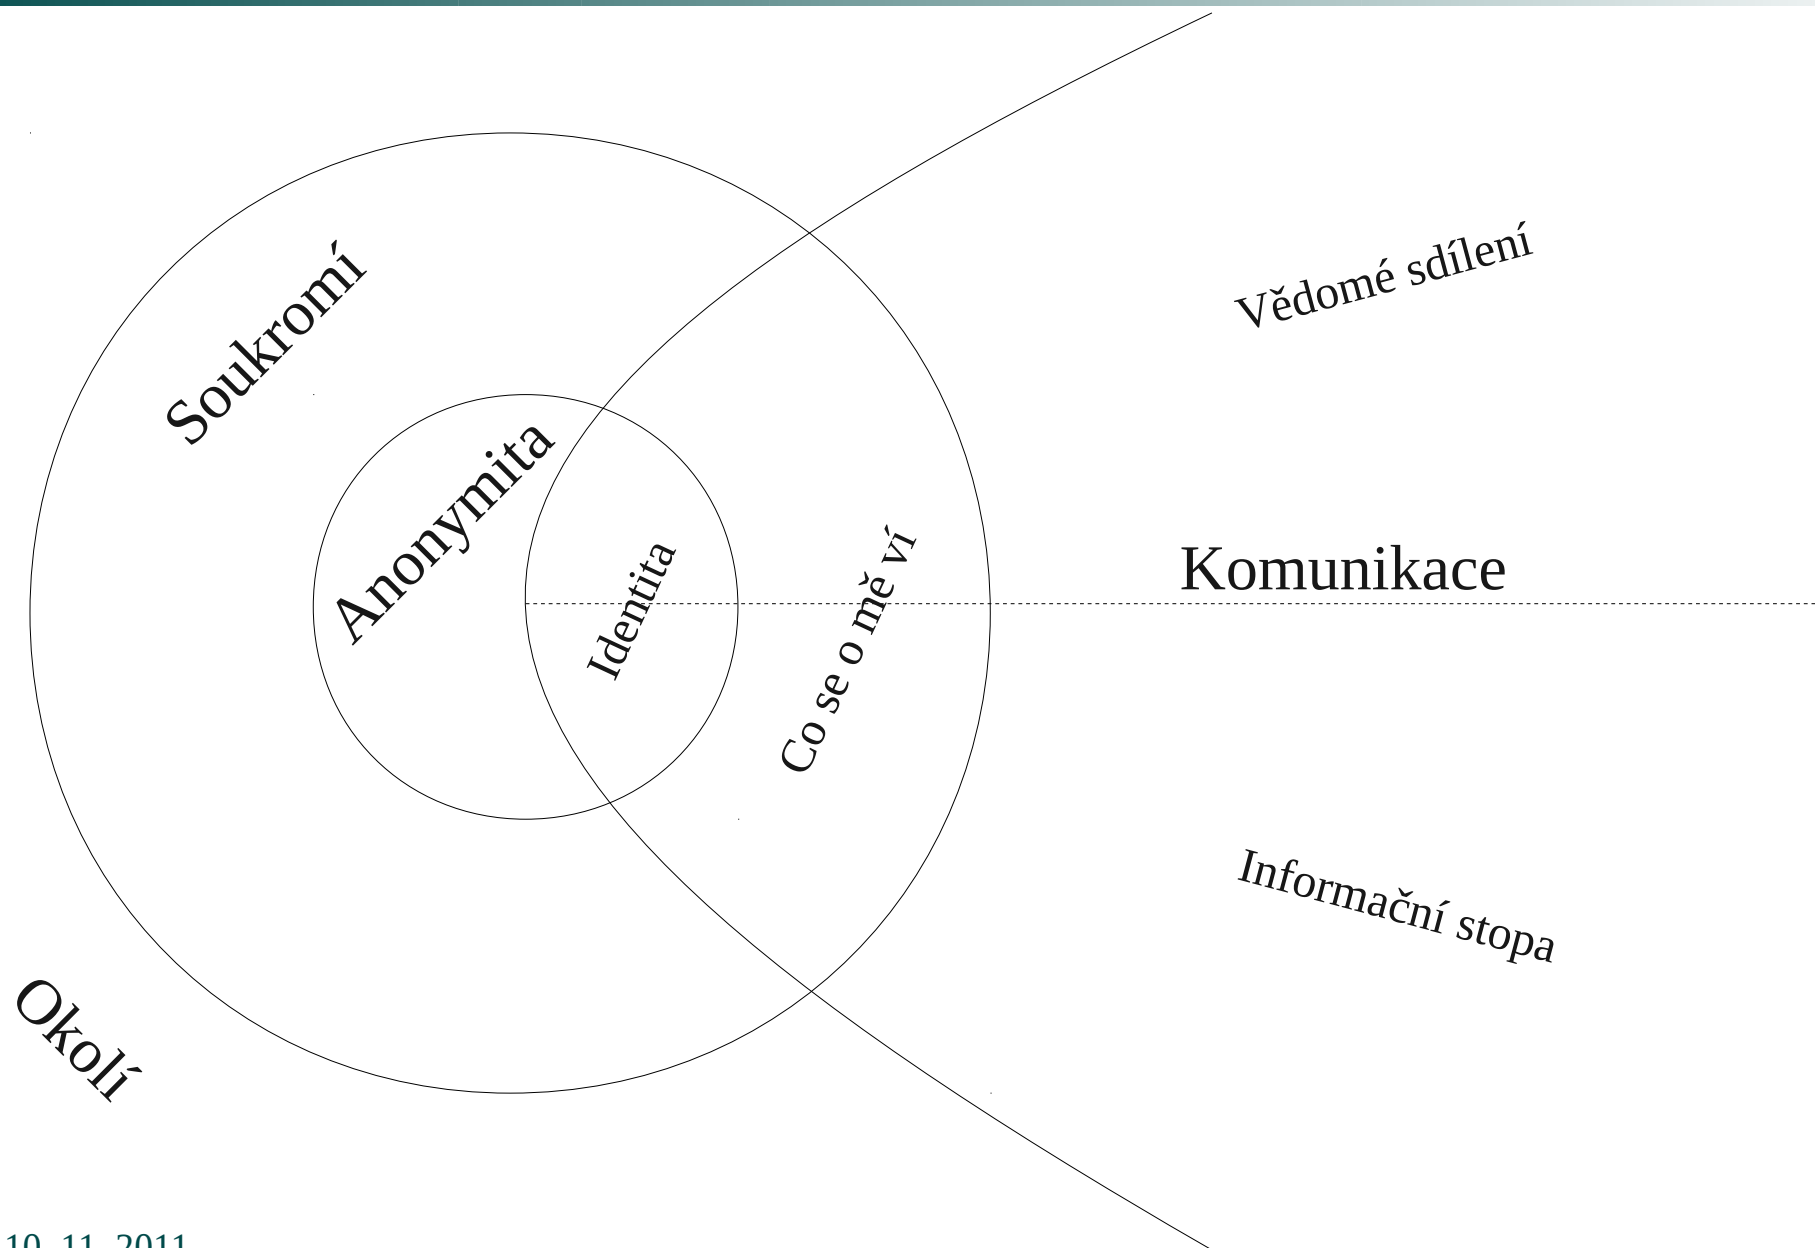 Soukromí
Vědomé sdílení
Anonymita
Identita
Co se o mě ví
Komunikace
Informační stopa
Okolí
10. 11. 2011